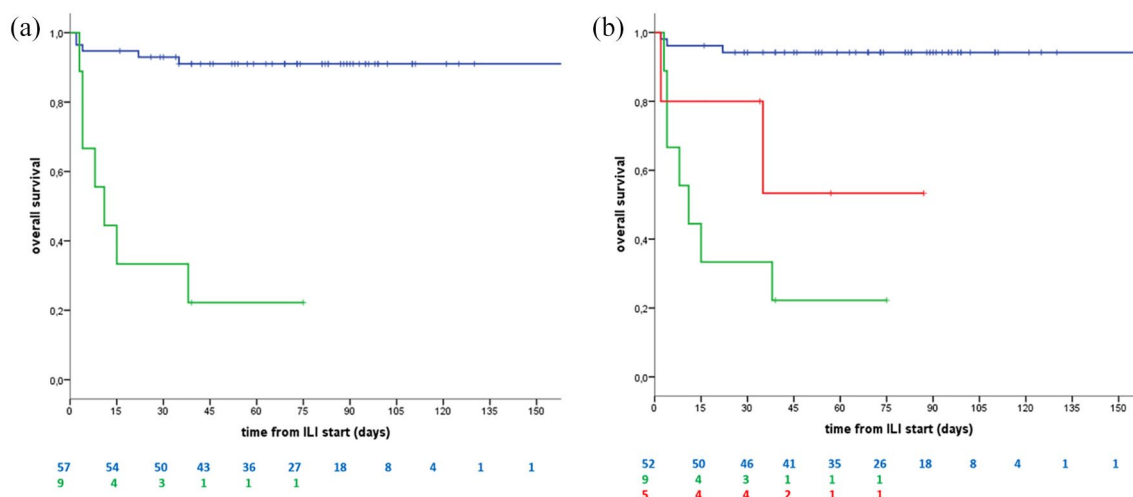 (a)
overall survival
1,0
0,8
0,6
0,4
0,2
0,0
0 15 30 45 60 75 90 105 120 135 150
time from ILI start (days)
57 54 50 43 36 27 18 8 4 1 1
9 4 3 1 1 1
(b)
overall survival
1,0
0,8
0,6
0,4
0,2
0,0
0 15 30 45 60 75 90 105 120 135 150
time from ILI start (days)
52 50 46 41 35 26 18 8 4 1 1
9 4 3 1 1 1
5 4 4 2 1 1